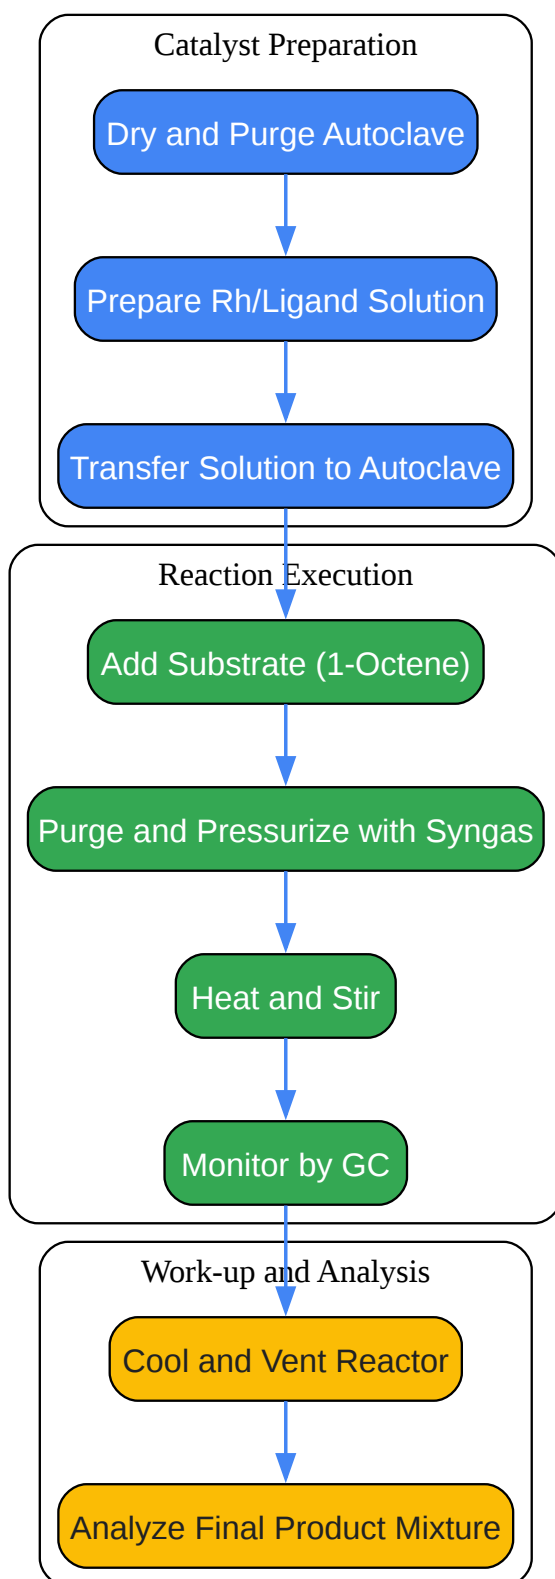 Catalyst Preparation
Dry and Purge Autoclave
Prepare Rh/Ligand Solution
Transfer Solution to Autoclave
Reaction Execution
Add Substrate (1-Octene)
Purge and Pressurize with Syngas
Heat and Stir
Monitor by GC
Work-up and Analysis
Cool and Vent Reactor
Analyze Final Product Mixture